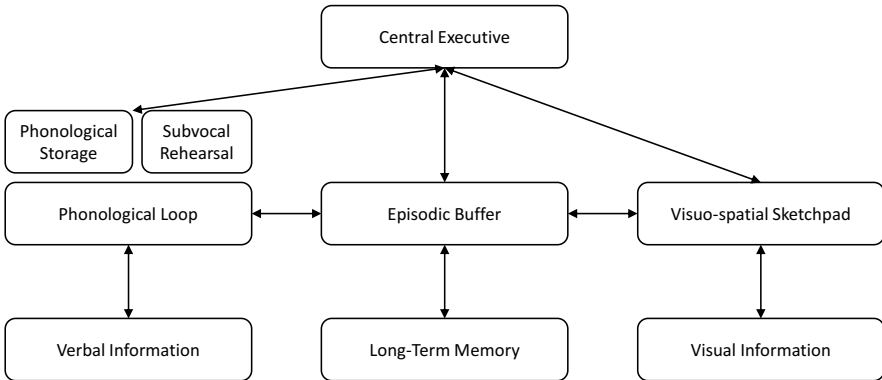 Central Executive
Phonological
Storage
Subvocal
Rehearsal
Phonological Loop
Episodic Buffer
Visuo-spatial Sketchpad
Verbal Information
Long-Term Memory
Visual Information